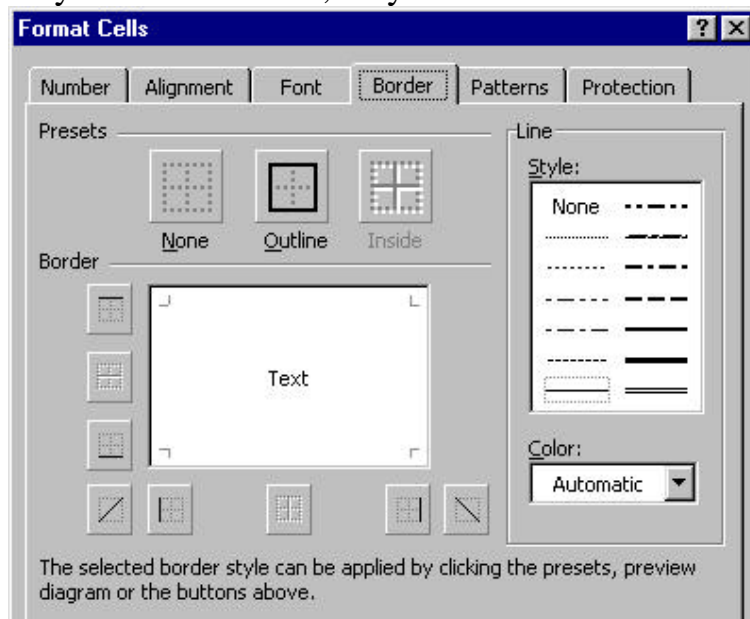 Format Cells
Number Alignment Font Border Patterns Protection
Presets
Line
Style:
None
None Outline Inside
Border
Text
Color:
Automatic
The selected border style can be applied by clicking the presets, preview
diagram or the buttons above.